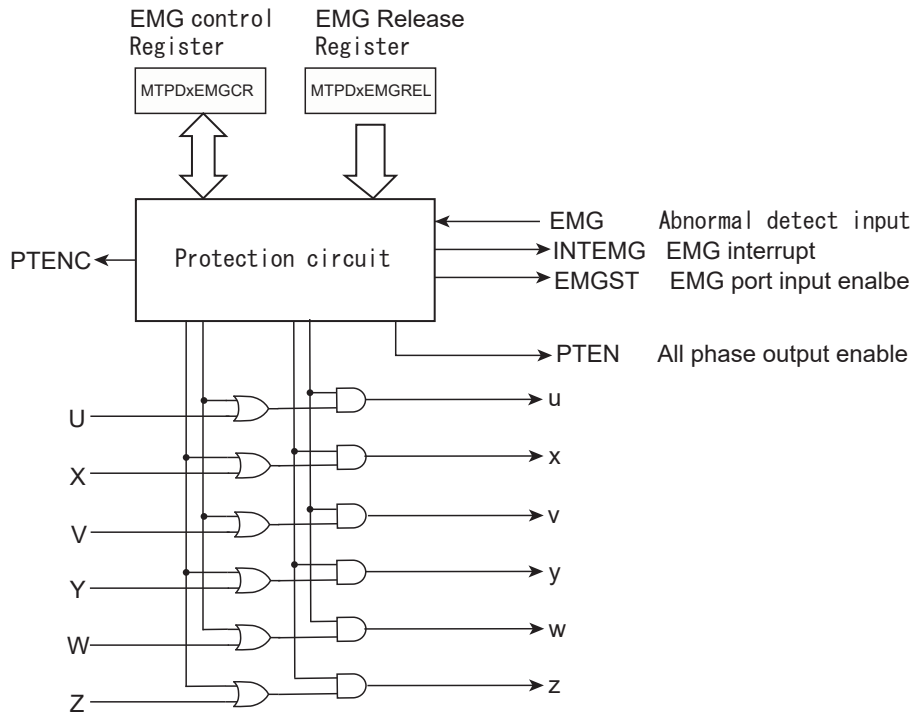 EMG control
Register
EMG Release
Register
MTPDxEMGCR
MTPDxEMGREL
Protection circuit
PTENC
EMG Abnormal detect input
INTEMG EMG interrupt
EMGST EMG port input enalbe
PTEN All phase output enable
U
u
X
x
V
v
Y
y
W
w
Z
z